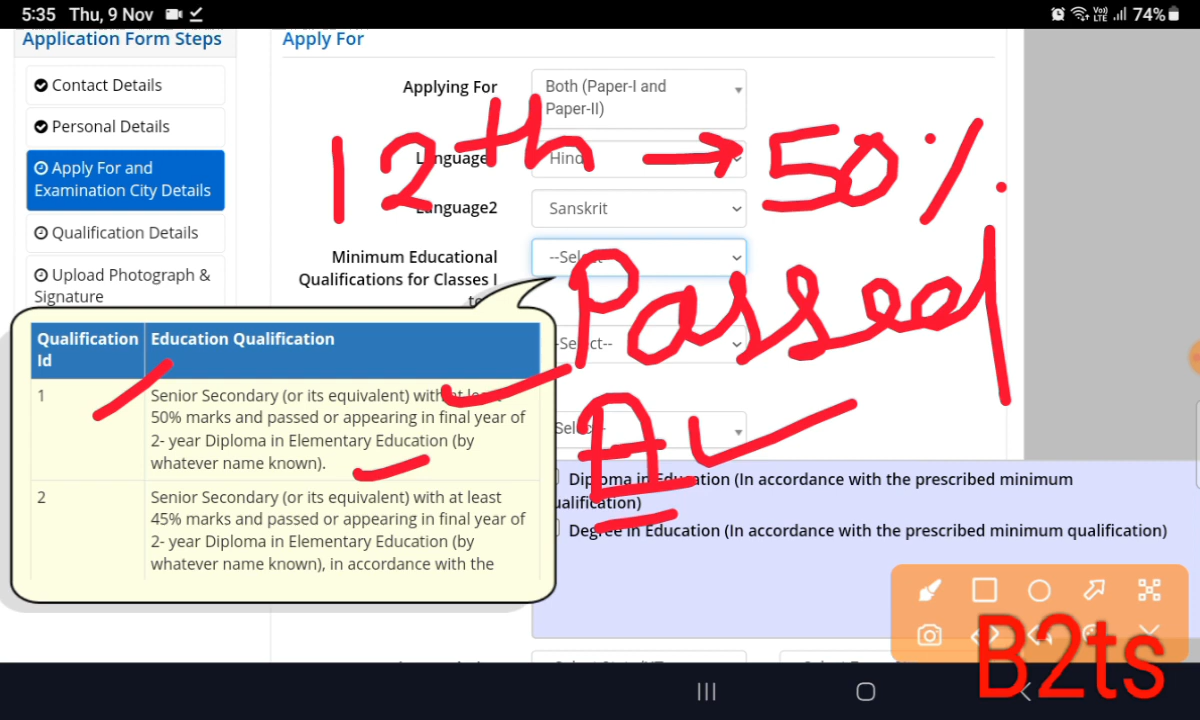 5:35 Thu, 9 Nov
74%
Application Form Steps
Contact Details
Personal Details
Apply For and
Examination City Details
Qualification Details
Upload Photograph &
Signature
Apply For
Applying For
Both (Paper-I and
Paper-II)
Language
Hindi
Language2
Sanskrit
Minimum Educational
Qualifications for Classes I
--Select
12th → 50%.
Passed
A
Qualification
Id
Education Qualification
1
Senior Secondary (or its equivalent) with at least
50% marks and passed or appearing in final year of
2- year Diploma in Elementary Education (by
whatever name known).
2
Senior Secondary (or its equivalent) with at least
45% marks and passed or appearing in final year of
2- year Diploma in Elementary Education (by
whatever name known), in accordance with the
Select--
Select
Diploma in Education (In accordance with the prescribed minimum
qualification)
Degree in Education (In accordance with the prescribed minimum qualification)
B2ts